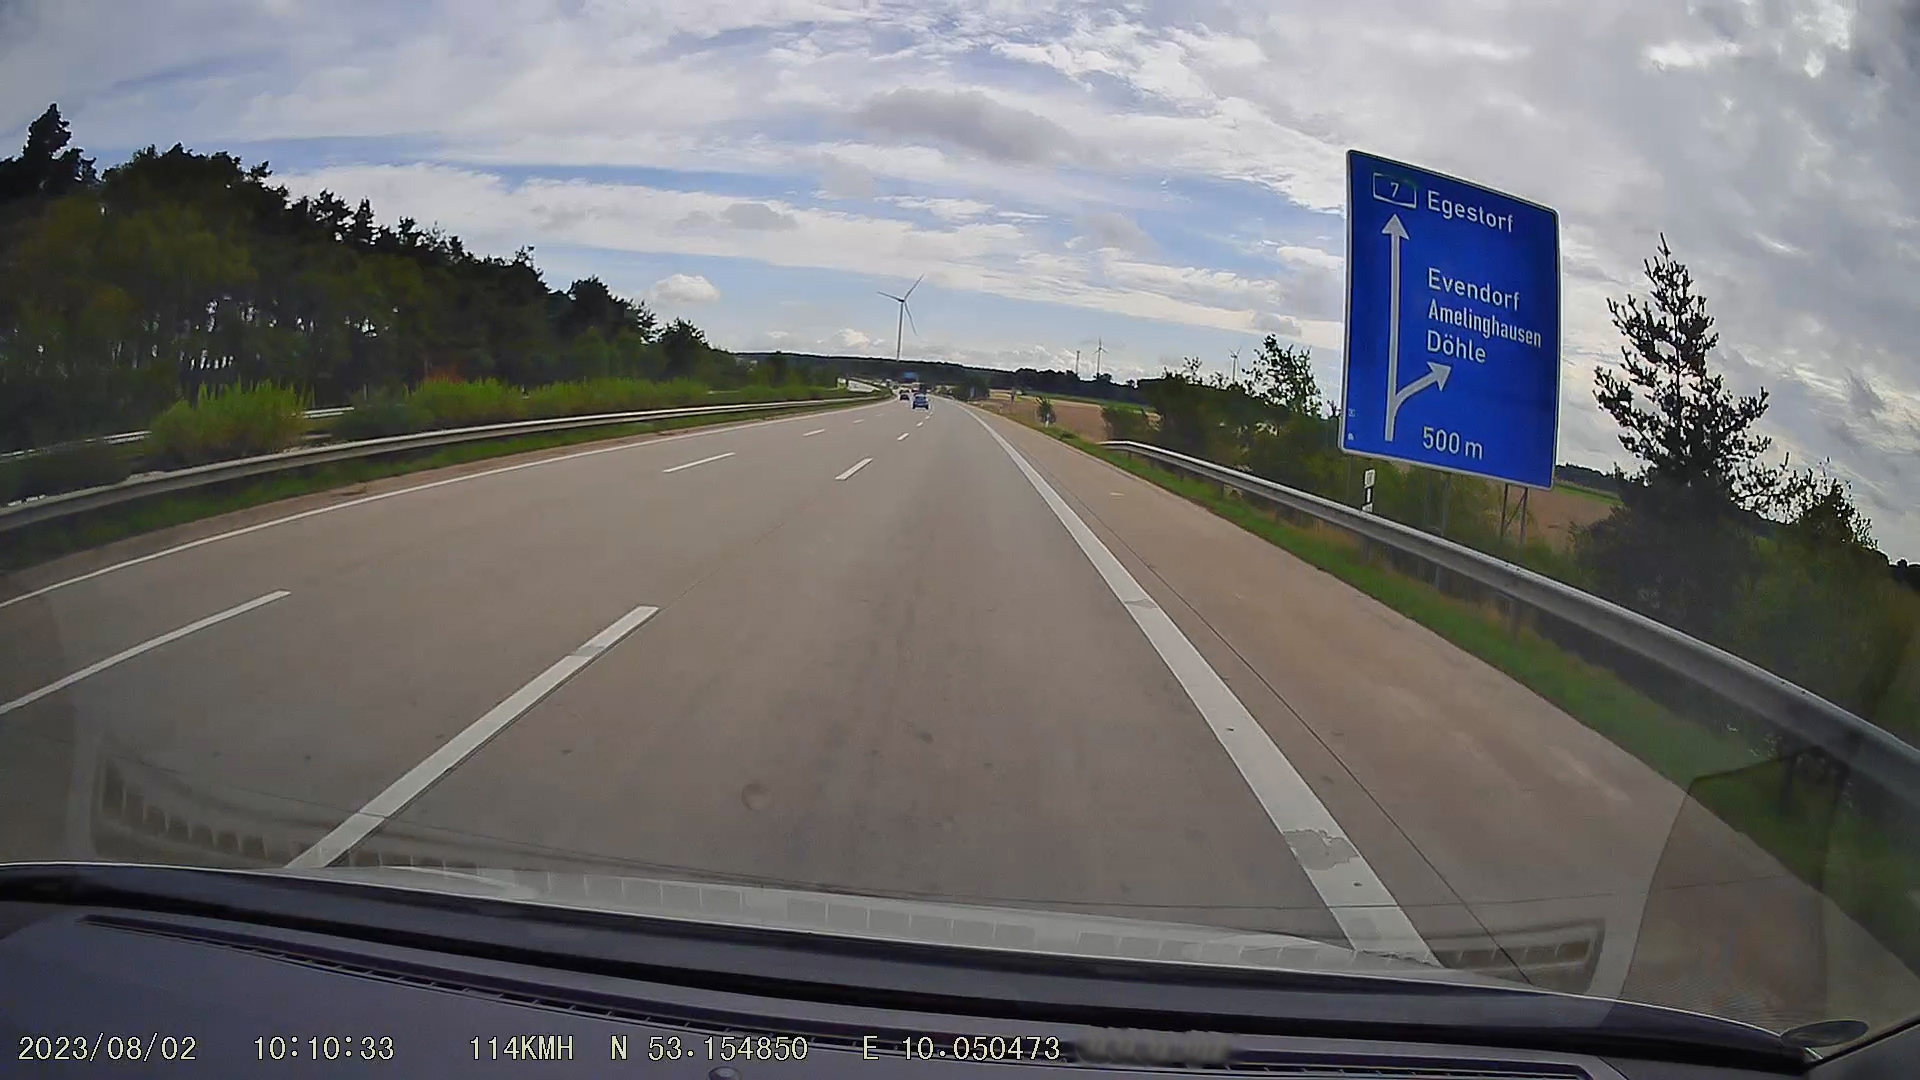 7 Egestorf
Evendorf
Amelinghausen
Döhle
500 m
2023/08/02 10:10:33 114KMH N 53.154850 E 10.050473